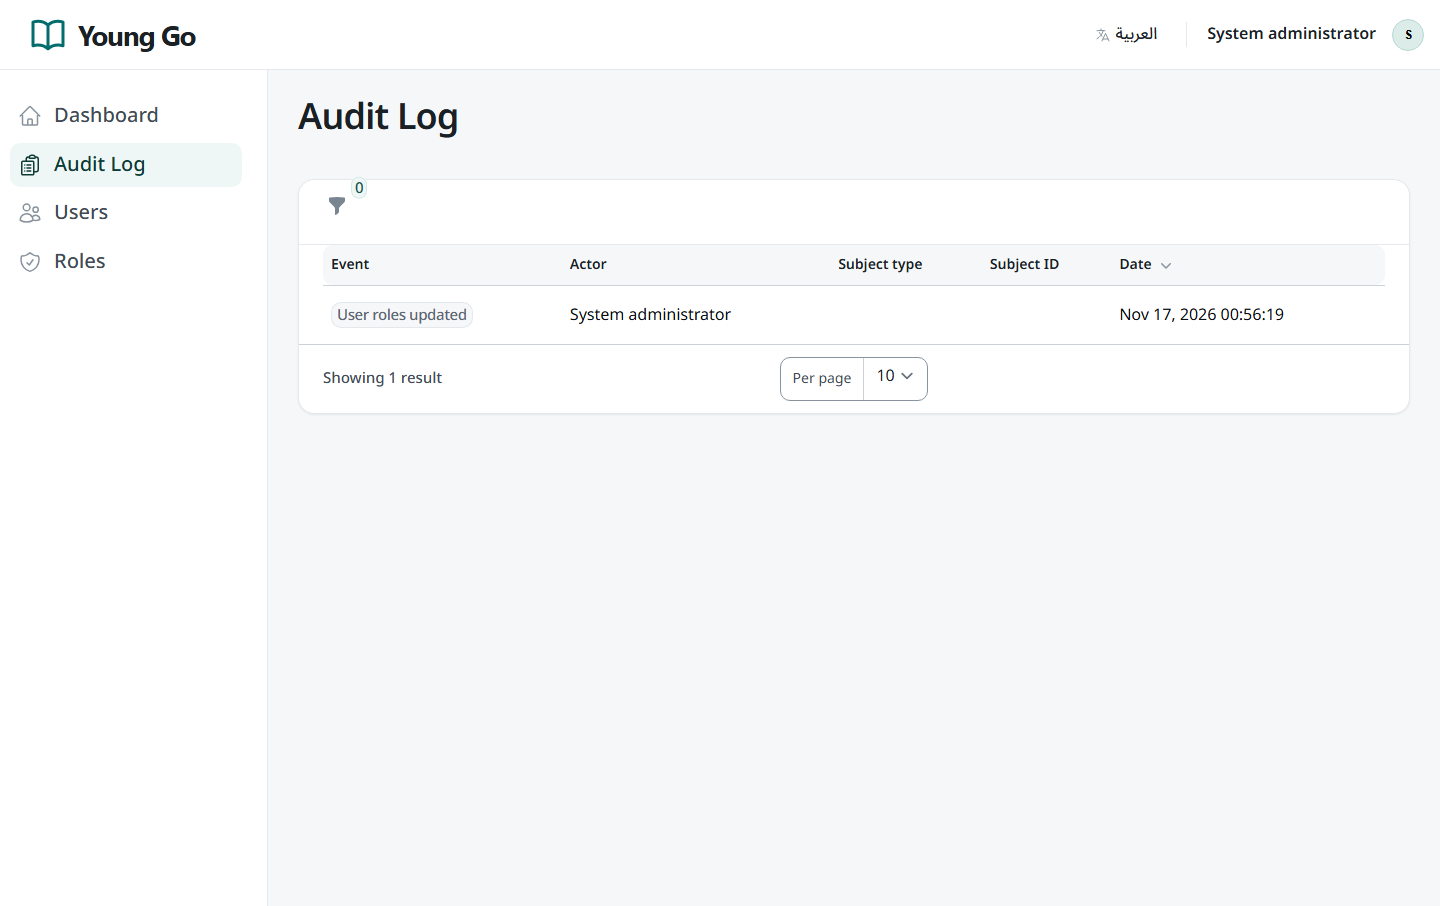 Young Go
العربية
System administrator
S
Dashboard
Audit Log
Users
Roles
Audit Log
0
Event Actor Subject type Subject ID Date
User roles updated System administrator Nov 17, 2026 00:56:19
Showing 1 result
Per page 10